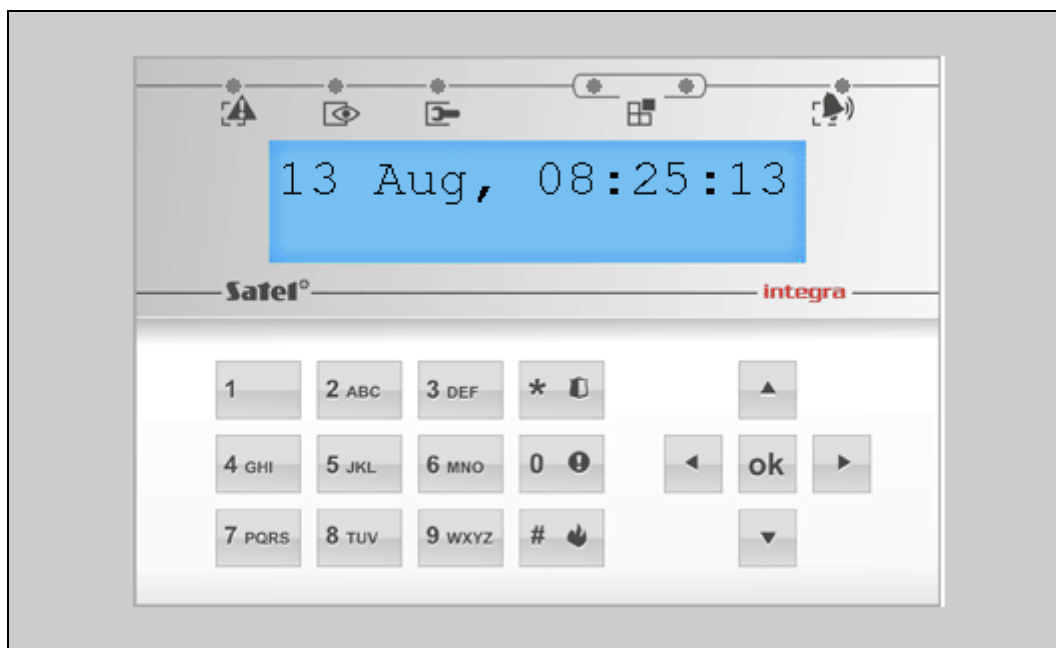 13 Aug, 08:25:13
Satel®
integra
1 2 ABC 3 DEF *
4 GHI 5 JKL 6 MNO 0 ok
7 PQRS 8 TUV 9 WXYZ #